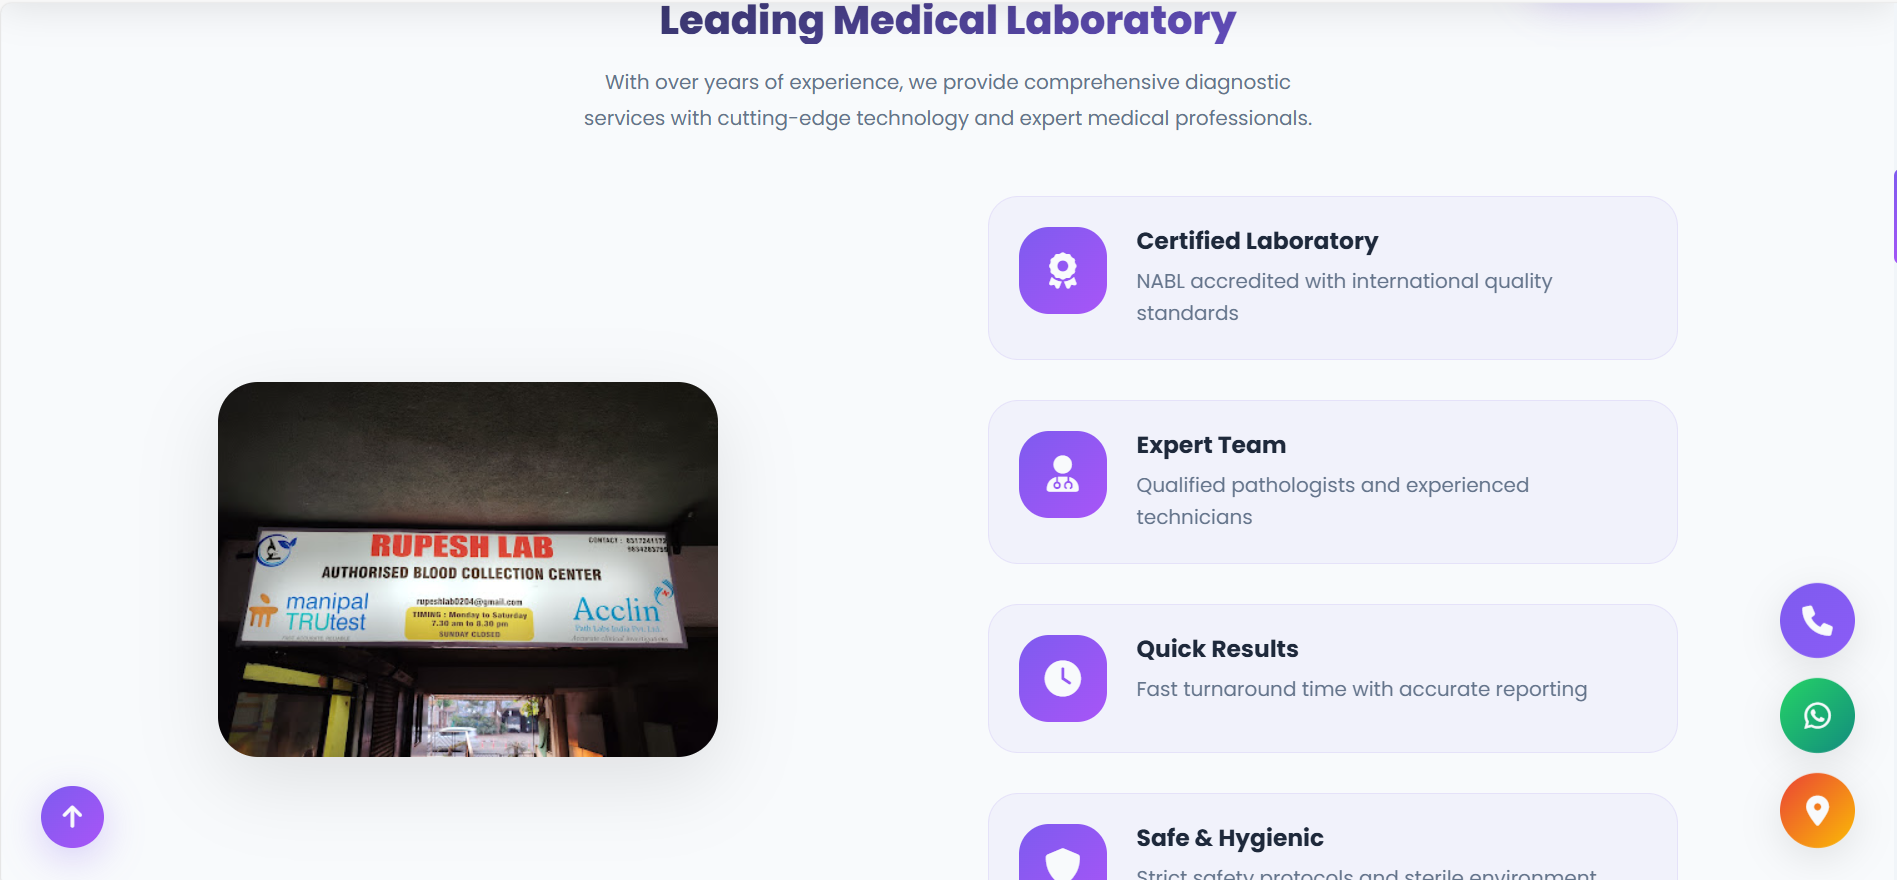 Leading Medical Laboratory
With over years of experience, we provide comprehensive diagnostic
services with cutting-edge technology and expert medical professionals.
RUPESH LAB
AUTHORISED BLOOD COLLECTION CENTER
manipal
TRUtest
rupeshlab0204@gmail.com
TIMING : Monday to Saturday
7.30 am to 8.30 pm
SUNDAY CLOSED
Acclin
Path Labs India Pvt. Ltd.
CONTACT :
Certified Laboratory
NABL accredited with international quality
standards
Expert Team
Qualified pathologists and experienced
technicians
Quick Results
Fast turnaround time with accurate reporting
Safe & Hygienic
Strict safety protocols and sterile environment